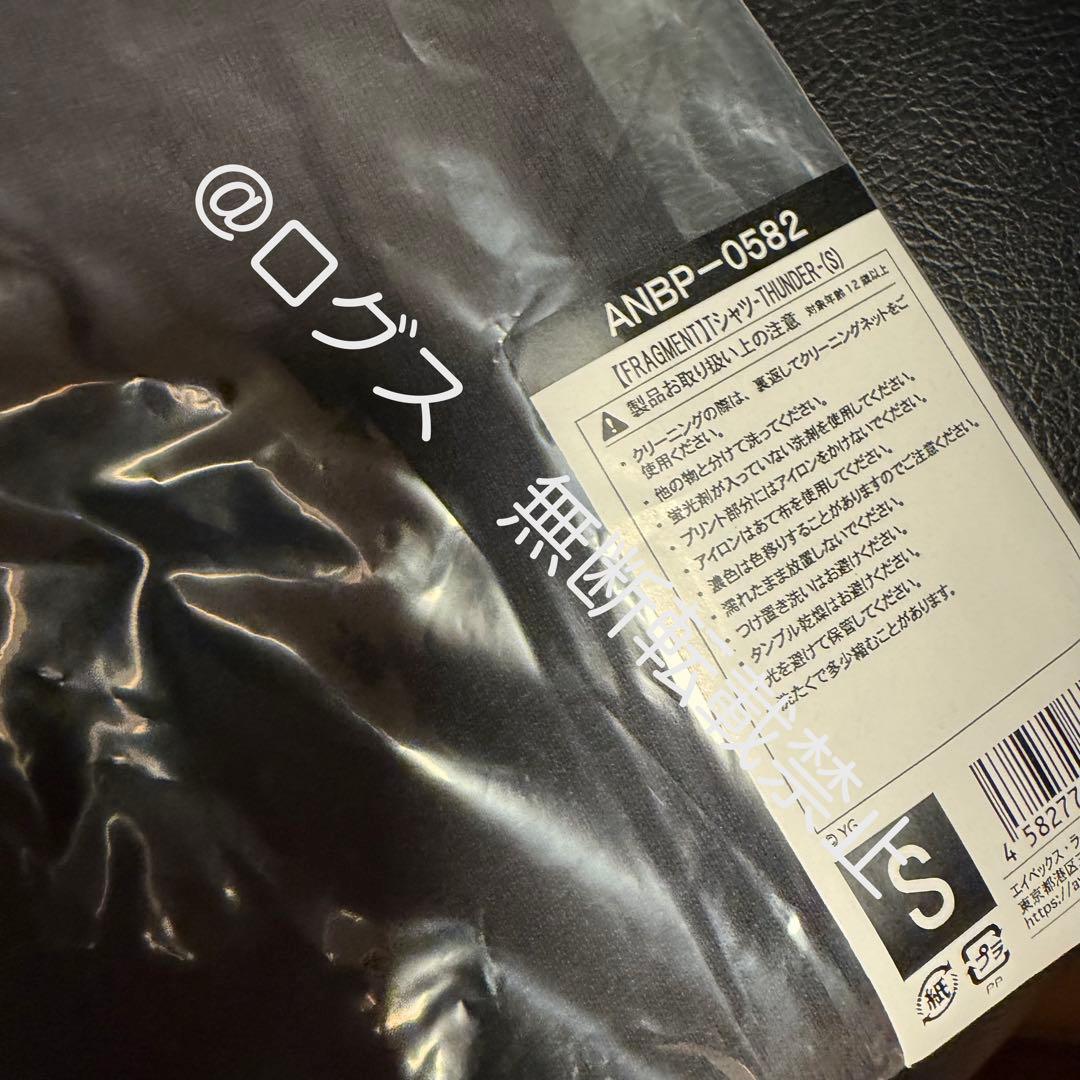 @ログス
無断転載禁止
ANBP-0582
【FRAGMENT】Tシャツ-THUNDER-(S)
製品お取り扱い上の注意 対象年齢12歳以上
・クリーニングの際は、裏返してクリーニングネットをご
使用ください。
・他の物と分けて洗ってください。
・蛍光剤が入っていない洗剤を使用してください。
・プリント部分にはアイロンをかけないでください。
・アイロンはあて布を使用してください。
・濃色は色移りすることがありますのでご注意ください。
・濡れたまま放置しないでください。
・つけ置き洗いはお避けください。
・タンブル乾燥はお避けください。
光を避けて保管してください。
洗たくで多少縮むことがあります。
© YG
S
4 58277
エイベックス・ラ
東京都港区三
https://a
紙
プラ
PP